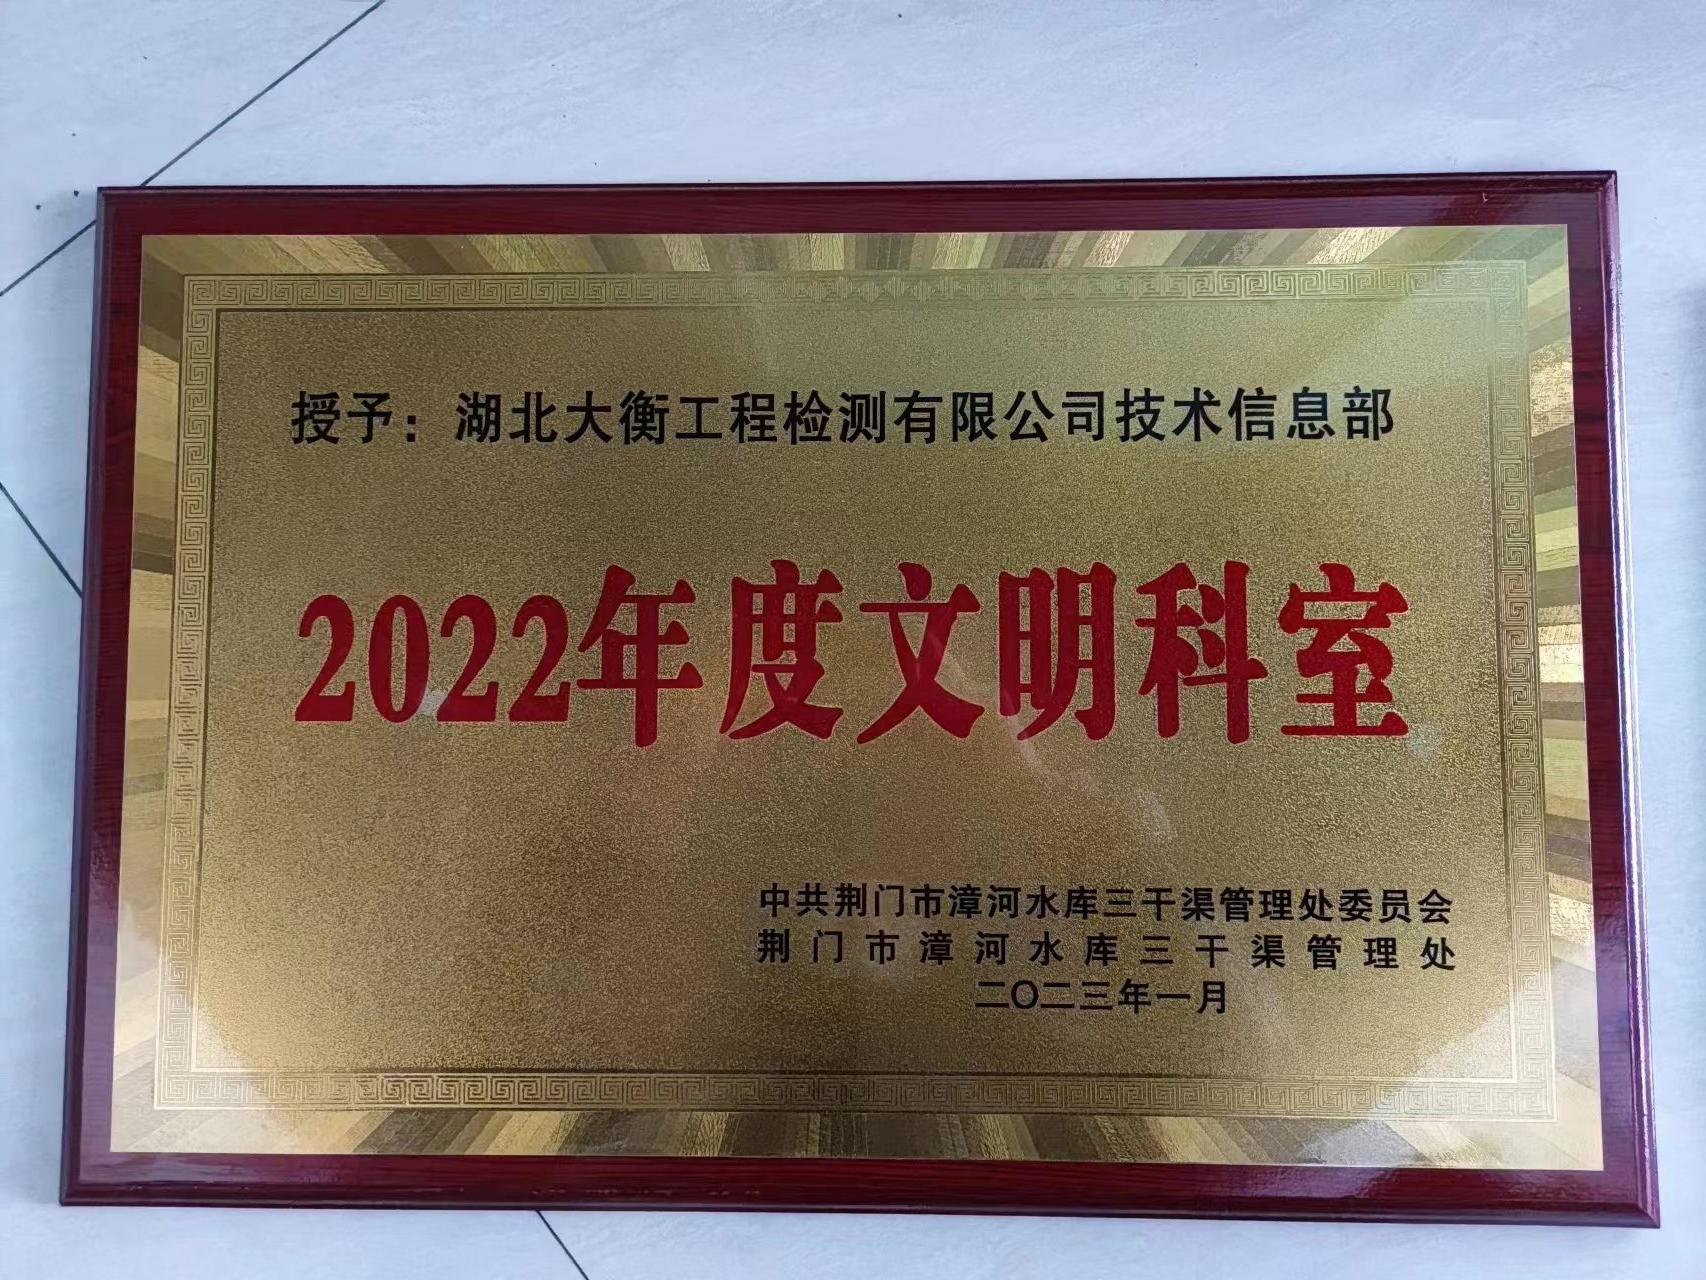 授予：湖北大衡工程检测有限公司技术信息部
2022年度文明科室
中共荆门市漳河水库三干渠管理处委员会
荆门市漳河水库三干渠管理处
二〇二三年一月